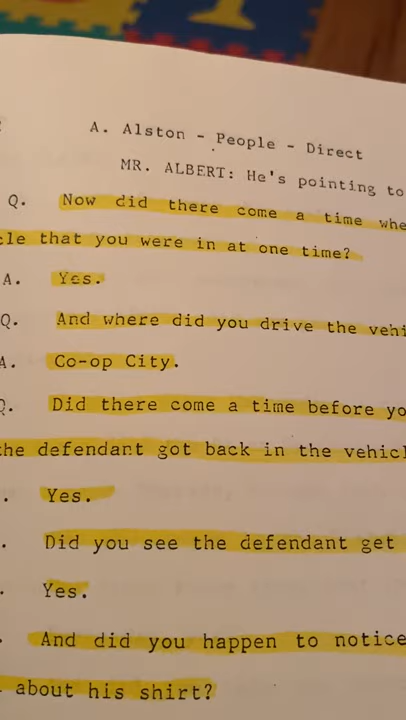 A. Alston - People - Direct
MR. ALBERT: He's pointing to
Q. Now did there come a time whe
cle that you were in at one time?
A. Yes.
Q. And where did you drive the vehi
A. Co-op City.
Q. Did there come a time before yo
the defendant got back in the vehicl
. Yes.
. Did you see the defendant get
. Yes.
. And did you happen to notice
about his shirt?